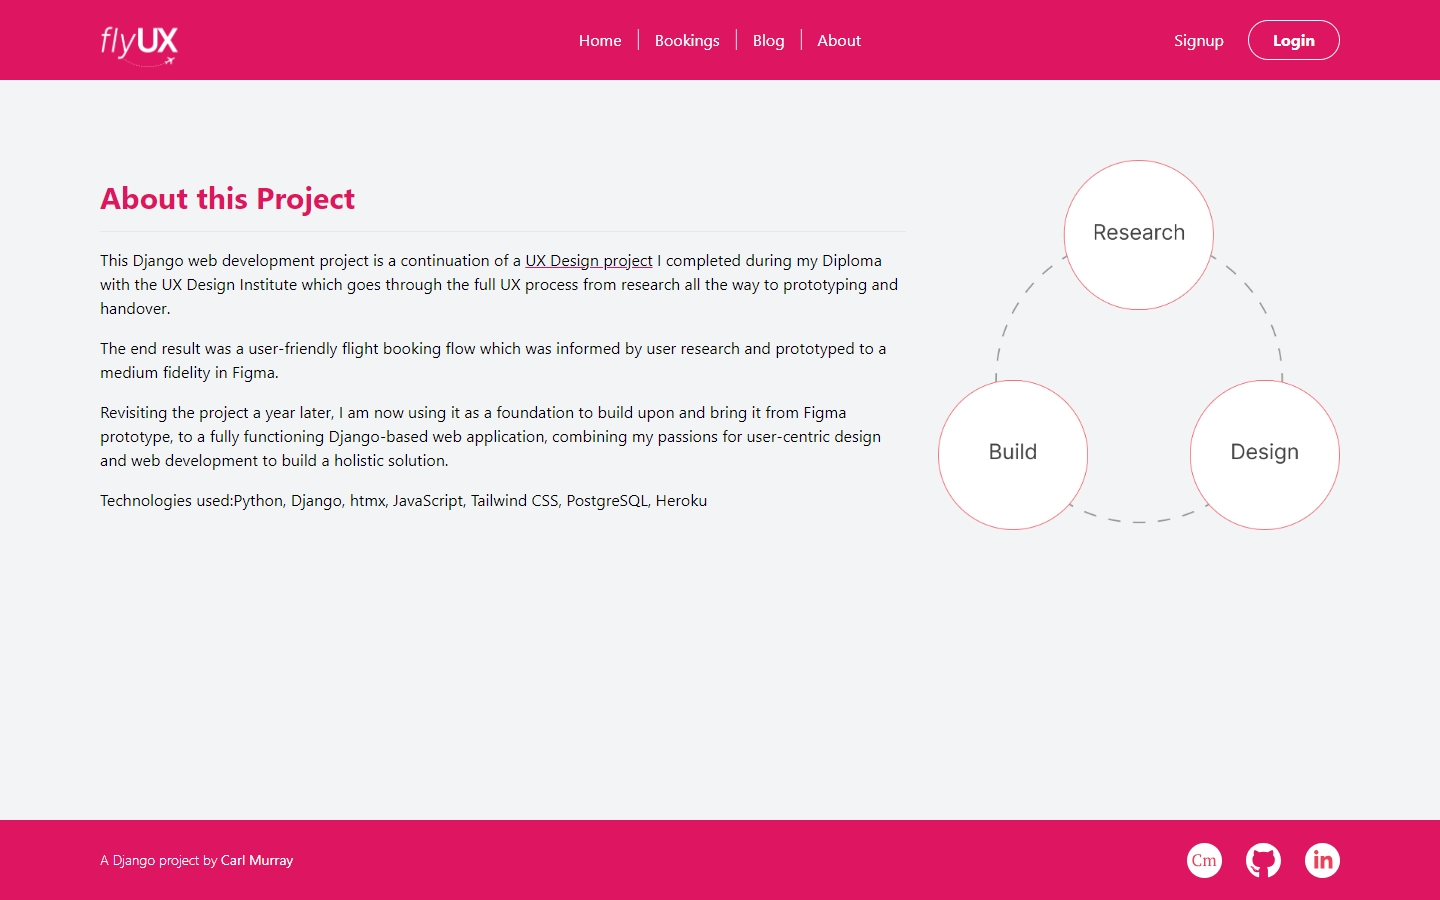 flyUX
Home
Bookings
Blog
About
Signup
Login
About this Project
This Django web development project is a continuation of a UX Design project I completed during my Diploma
with the UX Design Institute which goes through the full UX process from research all the way to prototyping and
handover.
The end result was a user-friendly flight booking flow which was informed by user research and prototyped to a
medium fidelity in Figma.
Revisiting the project a year later, I am now using it as a foundation to build upon and bring it from Figma
prototype, to a fully functioning Django-based web application, combining my passions for user-centric design
and web development to build a holistic solution.
Technologies used:Python, Django, htmx, JavaScript, Tailwind CSS, PostgreSQL, Heroku
Research
Build
Design
A Django project by Carl Murray
Cm
in